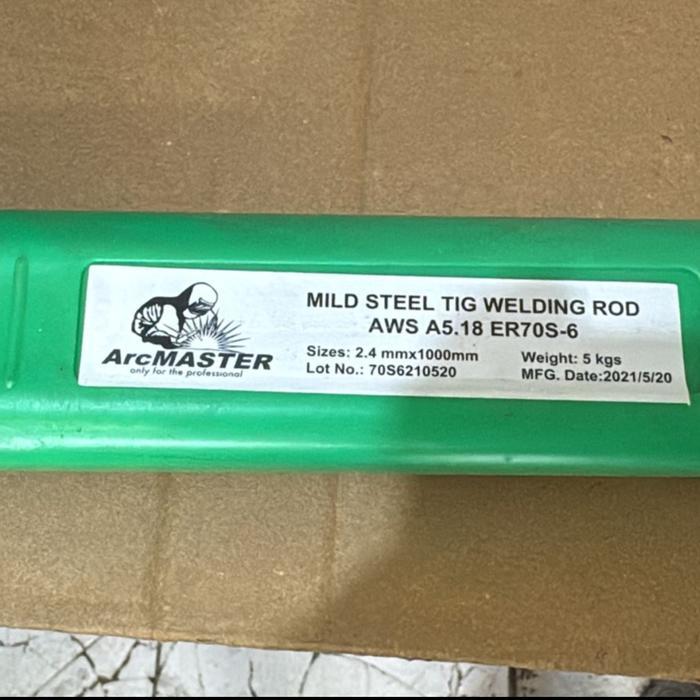 ArcMASTER
only for the professional
MILD STEEL TIG WELDING ROD
AWS A5.18 ER70S-6
Sizes: 2.4 mmx1000mm
Weight: 5 kgs
Lot No.: 70S6210520
MFG. Date:2021/5/20